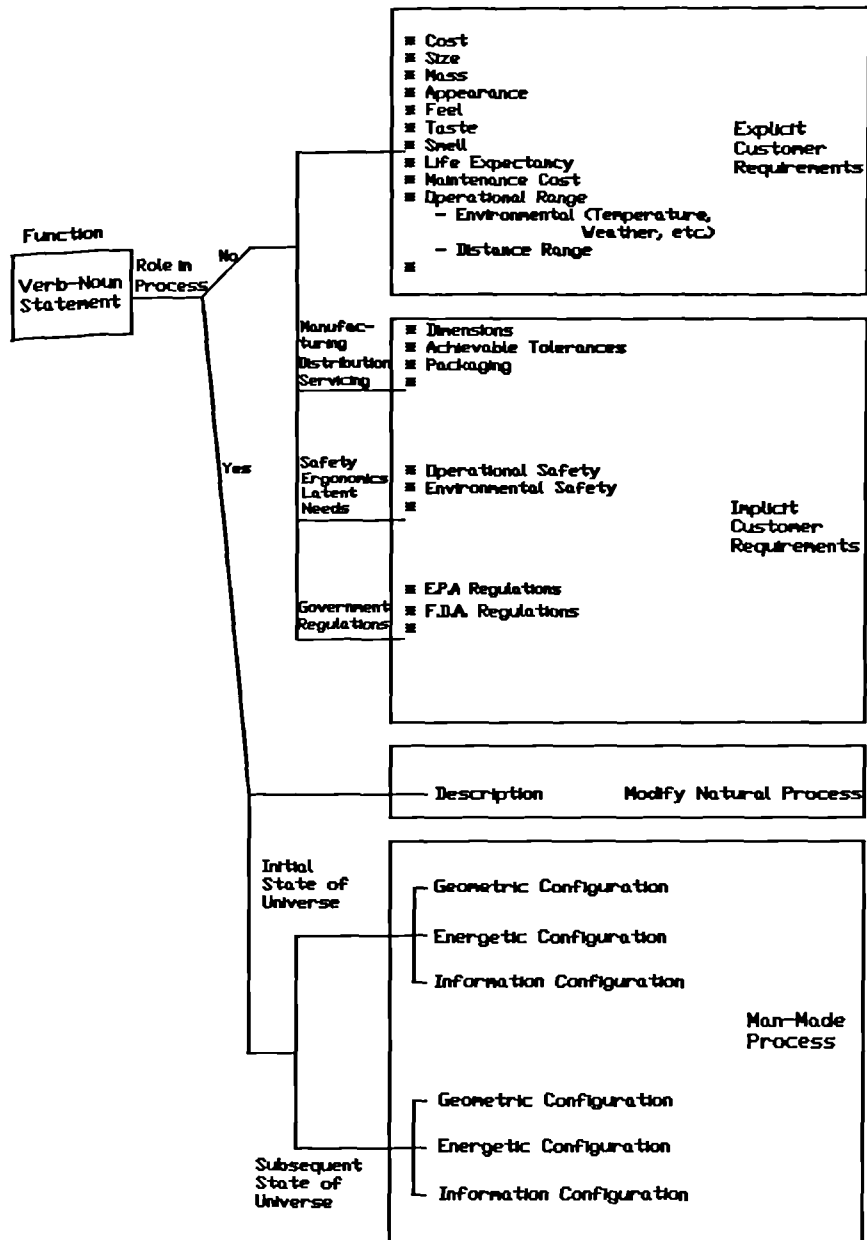 Function
Verb-Noun
Statement
Role in
Process
No
Yes
※ Cost
※ Size
※ Mass
※ Appearance
※ Feel
※ Taste
※ Smell
※ Life Expectancy
※ Maintenance Cost
※ Operational Range
- Environmental (Temperature,
Weather, etc.)
- Distance Range
※
Explicit
Customer
Requirements
Manufac-
turing
Distribution
Servicing
※ Dimensions
※ Achievable Tolerances
※ Packaging
※
Safety
Ergonomics
Latent
Needs
※ Operational Safety
※ Environmental Safety
※
Implicit
Customer
Requirements
Government
Regulations
※ E.P.A Regulations
※ F.D.A. Regulations
※
Description
Modify Natural Process
Initial
State of
Universe
Geometric Configuration
Energetic Configuration
Information Configuration
Man-Made
Process
Subsequent
State of
Universe
Geometric Configuration
Energetic Configuration
Information Configuration